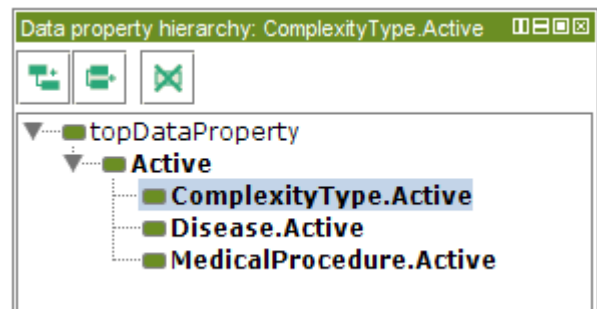 Data property hierarchy: ComplexityType.Active
topDataProperty
Active
ComplexityType.Active
Disease.Active
MedicalProcedure.Active